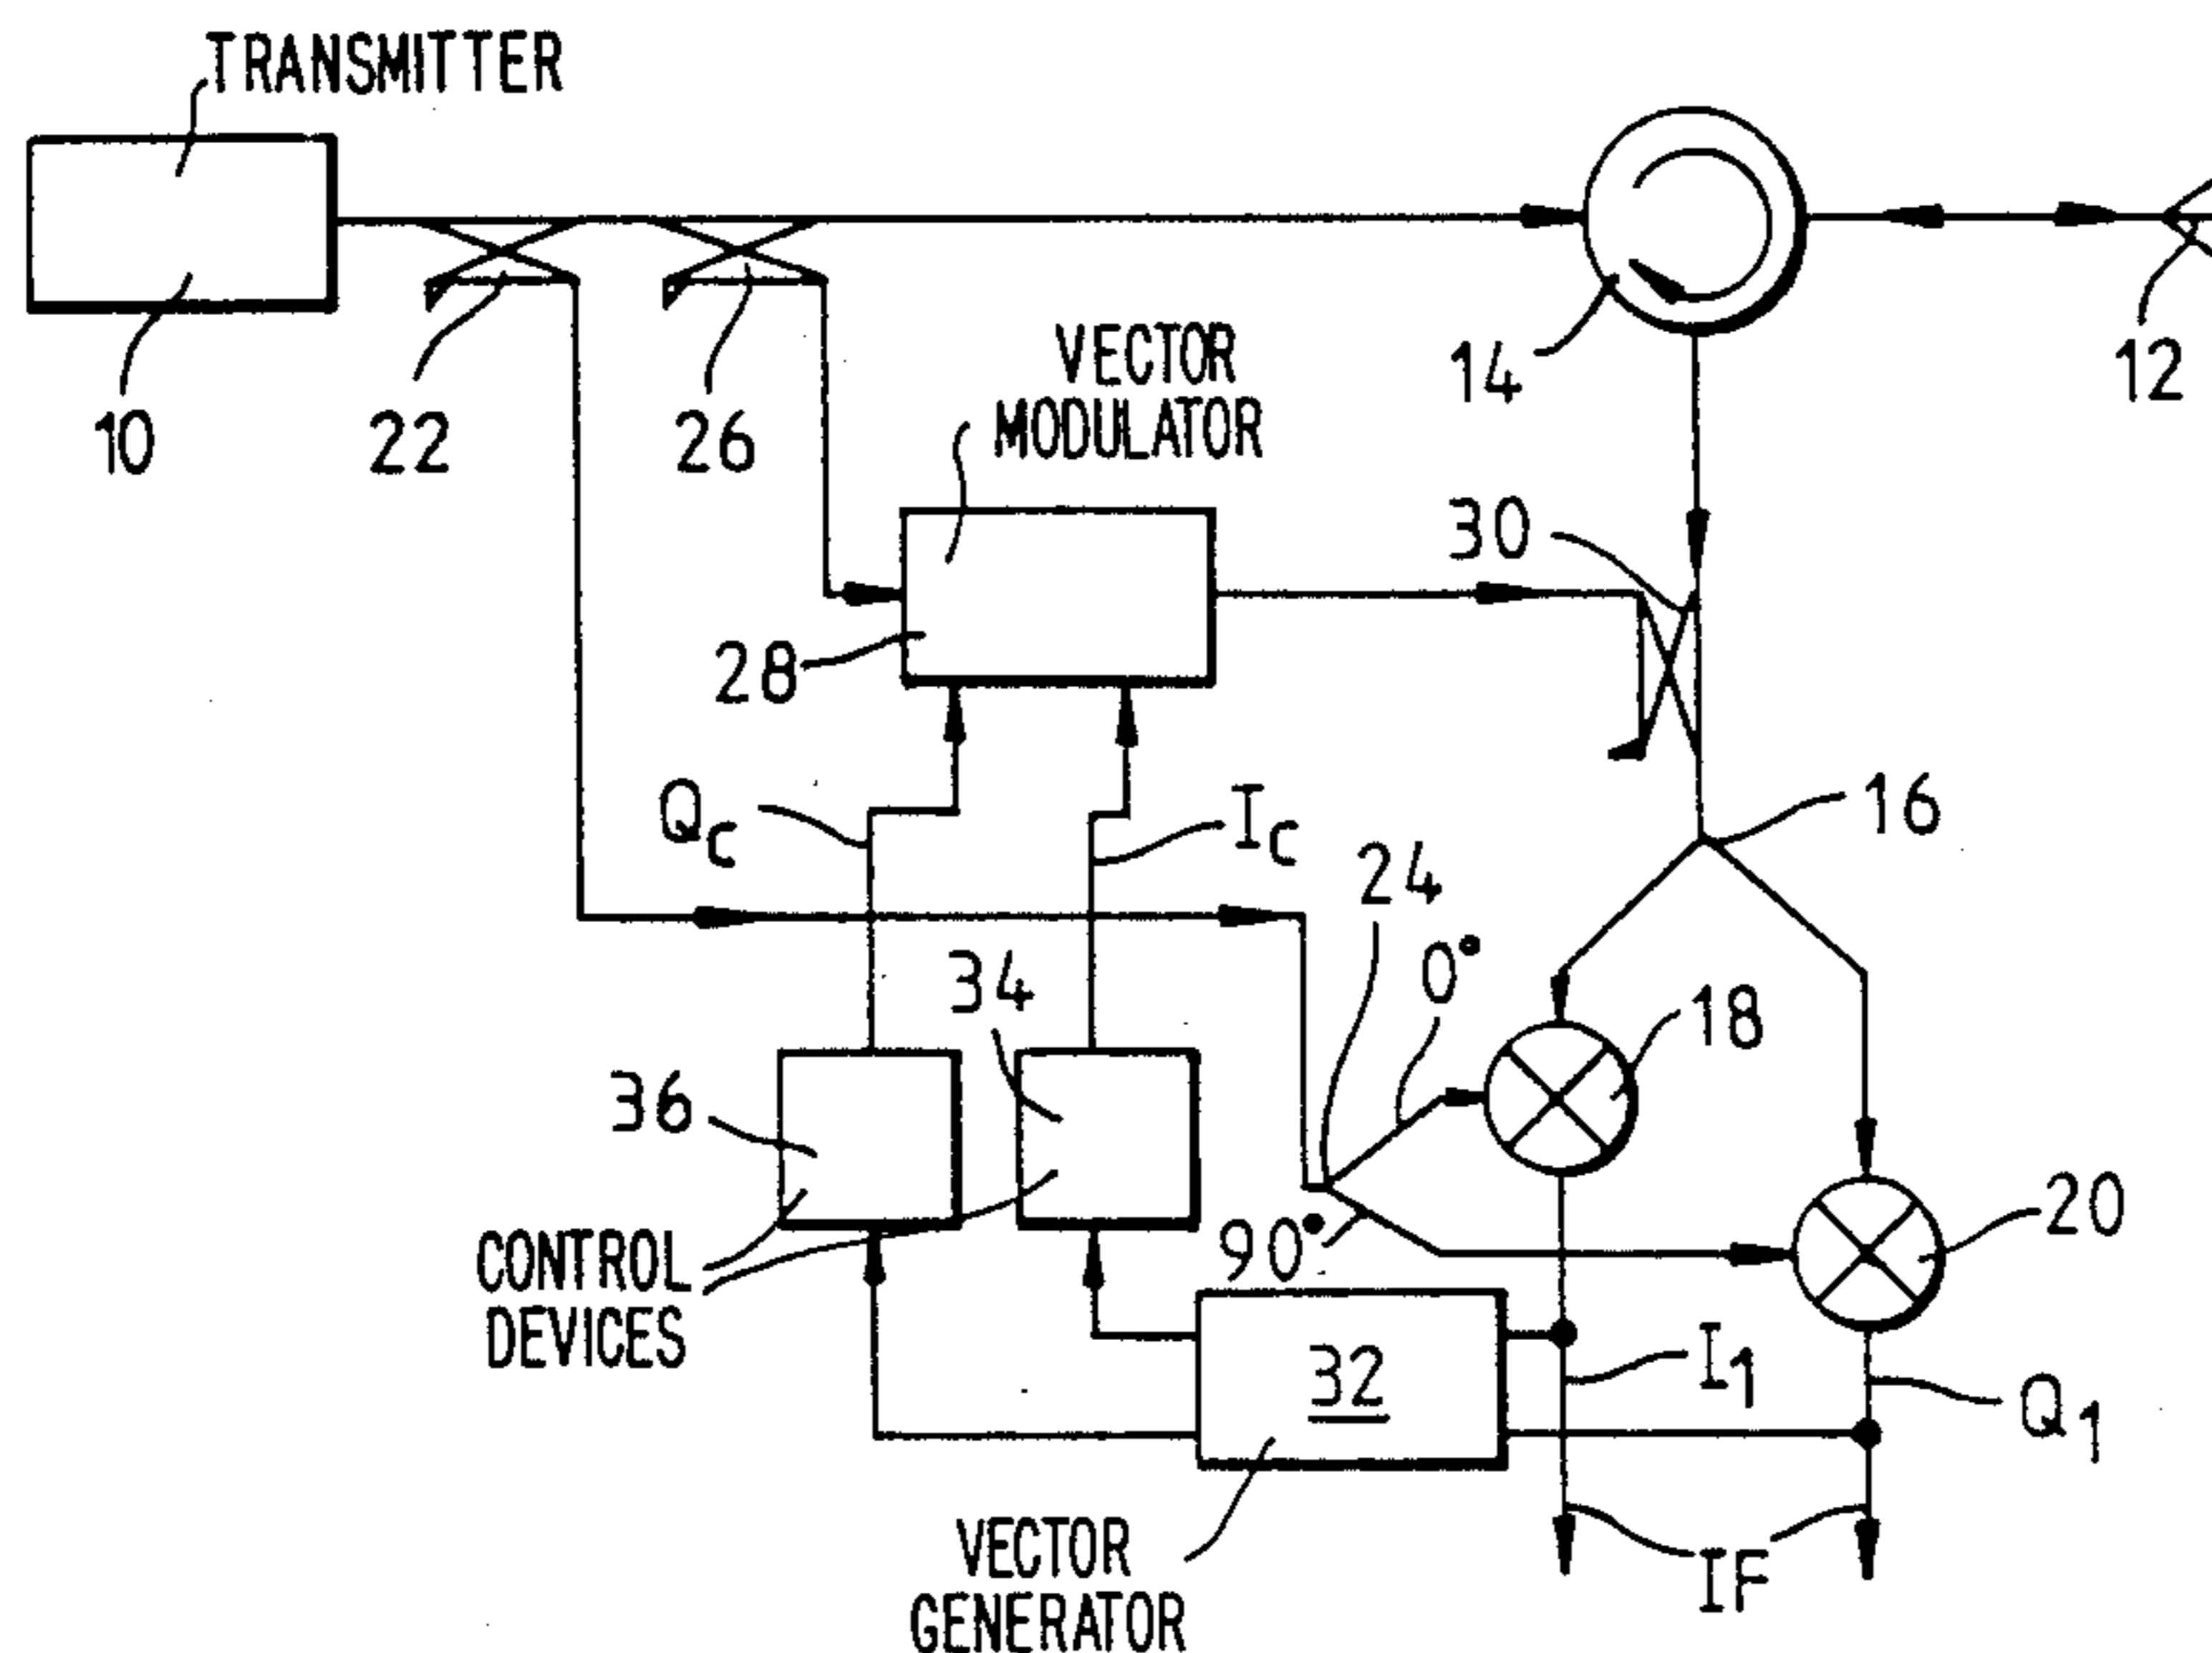 TRANSMITTER
10
22
26
14
12
VECTOR
MODULATOR
30
28
16
Qc
Ic
24
0°
34
18
36
20
90°
CONTROL
DEVICES
32
I1
Q1
VECTOR
GENERATOR
IF